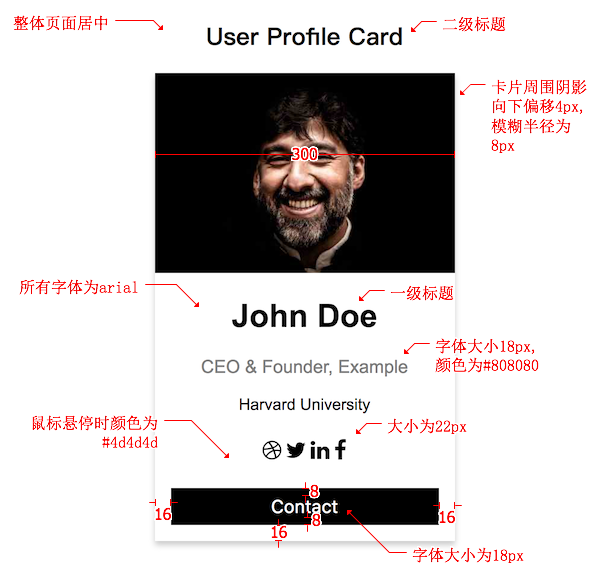 整体页面居中
User Profile Card
二级标题
卡片周围阴影
向下偏移4px,
模糊半径为
8px
300
所有字体为arial
John Doe
一级标题
CEO & Founder, Example
字体大小18px,
颜色为#808080
Harvard University
鼠标悬停时颜色为
#4d4d4d
大小为22px
8
Contact
16
16
8
16
字体大小为18px